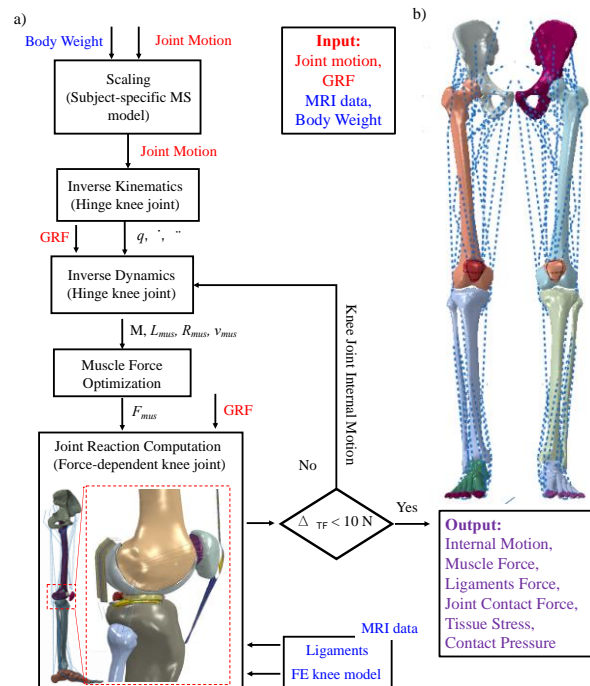 a)
b)
Body Weight
Joint Motion
Scaling
(Subject-specific MS
model)
Joint Motion
Input:
Joint motion,
GRF
MRI data,
Body Weight
Inverse Kinematics
(Hinge knee joint)
GRF
q, ˙, ¨
Inverse Dynamics
(Hinge knee joint)
M, Lmus, Rmus, vmus
Muscle Force
Optimization
Fmus
GRF
Knee Joint Internal Motion
Joint Reaction Computation
(Force-dependent knee joint)
No
△ TF < 10 N
Yes
Output:
Internal Motion,
Muscle Force,
Ligaments Force,
Joint Contact Force,
Tissue Stress,
Contact Pressure
MRI data
Ligaments
FE knee model